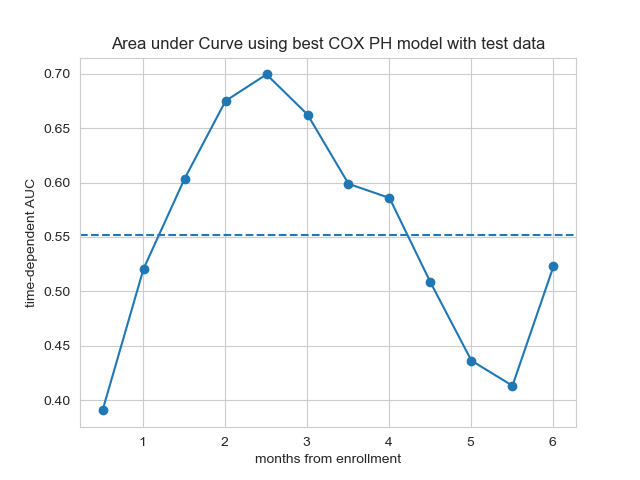 Area under Curve using best COX PH model with test data
time-dependent AUC
0.70
0.65
0.60
0.55
0.50
0.45
0.40
1 2 3 4 5 6
months from enrollment